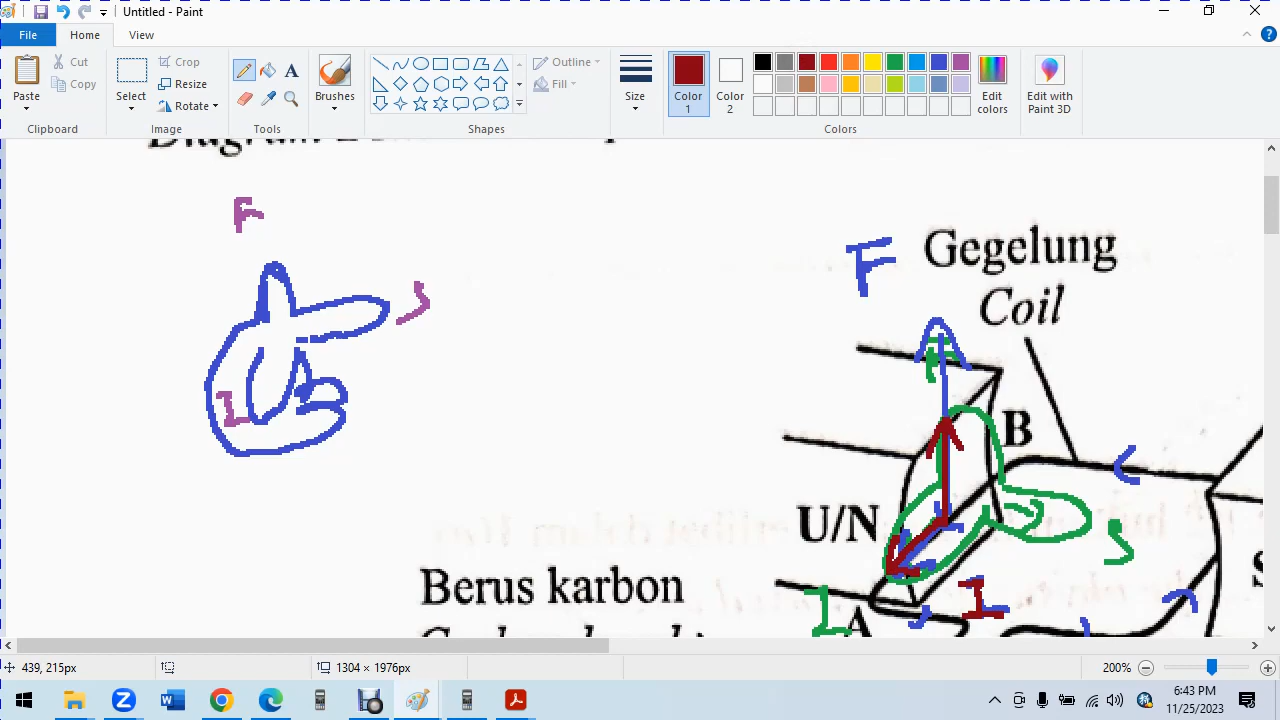 Untitled - Paint
File
Home
View
Paste
Cut
Copy
Clipboard
Select
Crop
Resize
Rotate
Image
Tools
Brushes
Shapes
Outline
Fill
Size
Color 1
Color 2
Edit colors
Colors
Edit with Paint 3D
Diagram
F
F
Gegelung
Coil
F
I
B
U/N
S
S
Berus karbon
I
I
A
439, 215px
1304 × 1976px
200%
6:43 PM
11/25/2023